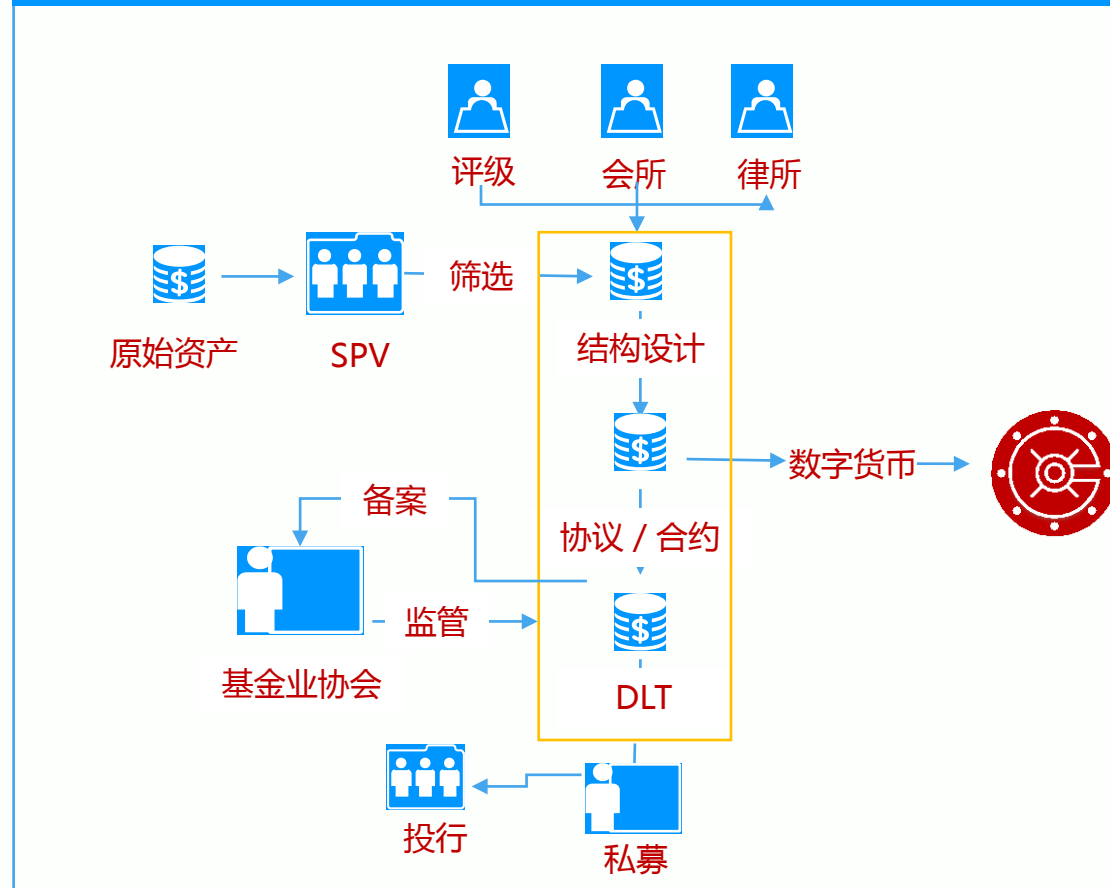 评级
会所
律所
筛选
原始资产
SPV
结构设计
数字货币
备案
协议 / 合约
监管
基金业协会
DLT
投行
私募